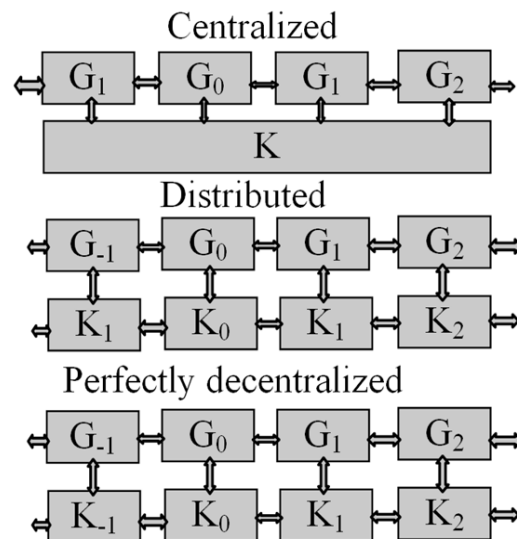 Centralized
G₁ G₀ G₁ G₂
K
Distributed
G₋₁ G₀ G₁ G₂
K₁ K₀ K₁ K₂
Perfectly decentralized
G₋₁ G₀ G₁ G₂
K₋₁ K₀ K₁ K₂